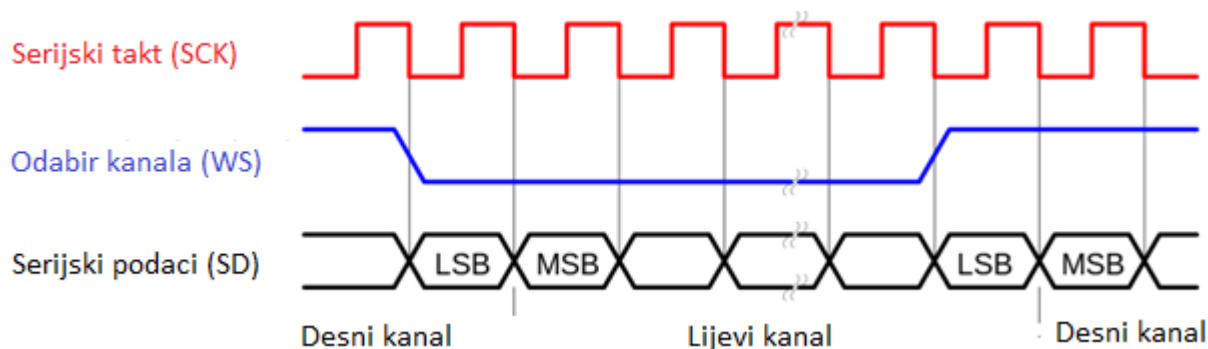 Serijski takt (SCK)
Odabir kanala (WS)
Serijski podaci (SD)
LSB MSB LSB MSB
Desni kanal Lijevi kanal Desni kanal